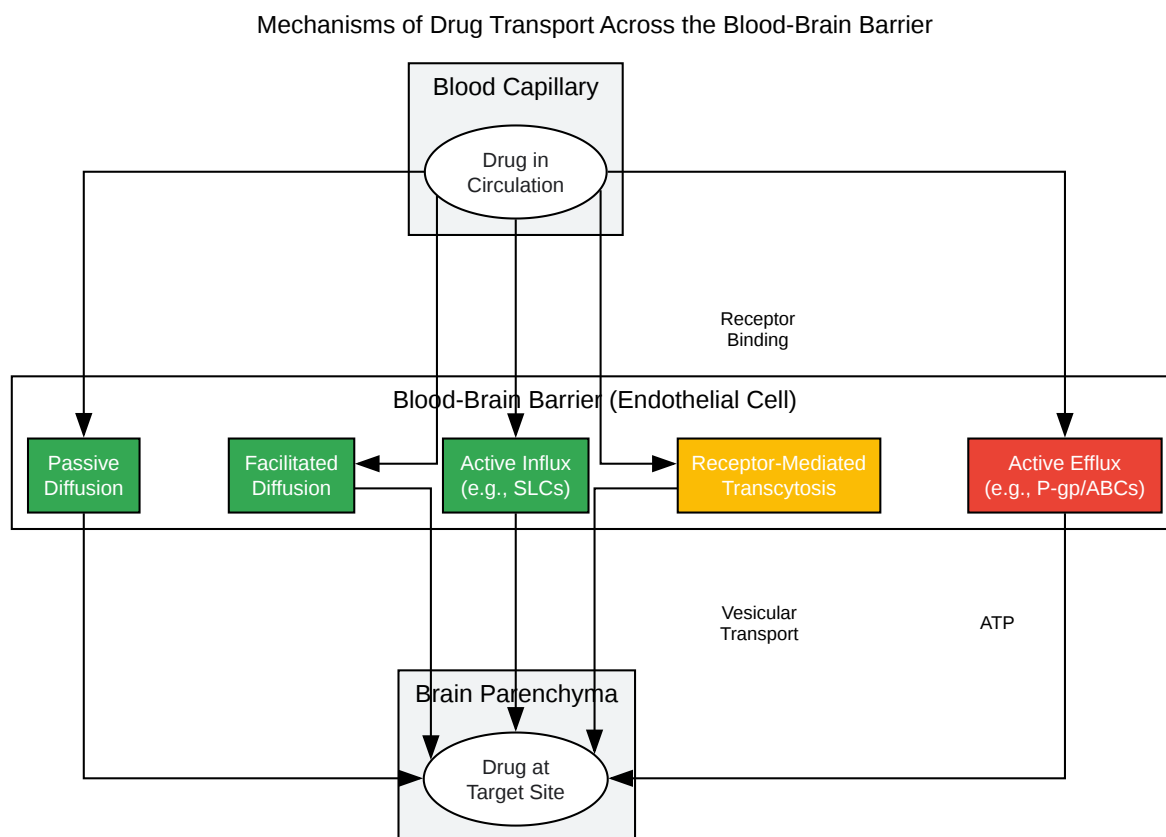 Mechanisms of Drug Transport Across the Blood-Brain Barrier
Blood Capillary
Drug in
Circulation
Receptor
Binding
Blood-Brain Barrier (Endothelial Cell)
Passive
Diffusion
Facilitated
Diffusion
Active Influx
(e.g., SLCs)
Receptor-Mediated
Transcytosis
Active Efflux
(e.g., P-gp/ABCs)
Vesicular
Transport
ATP
Brain Parenchyma
Drug at
Target Site